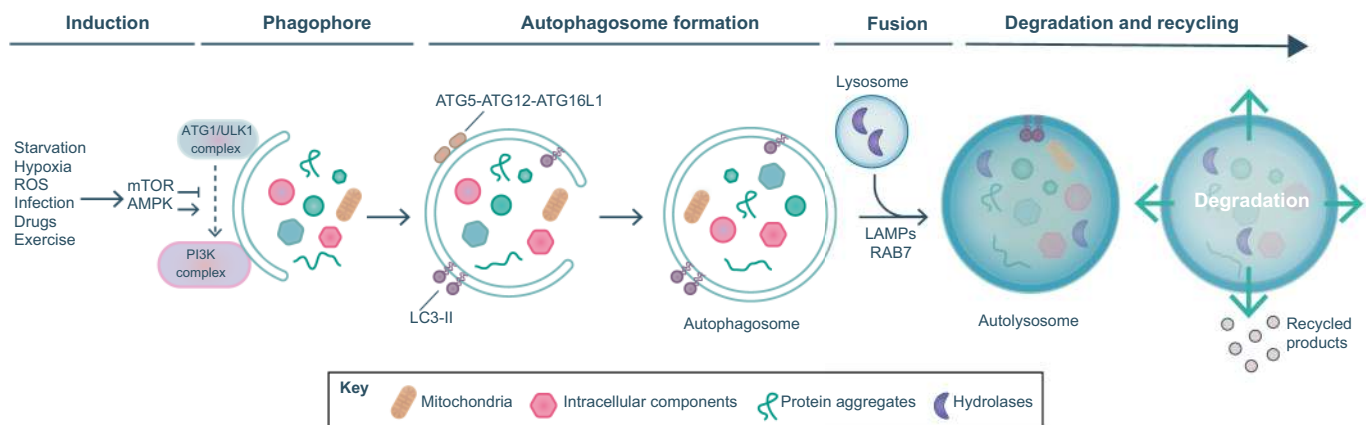 Induction
Phagophore
Autophagosome formation
Fusion
Degradation and recycling
Starvation
Hypoxia
ROS
Infection
Drugs
Exercise
mTOR
AMPK
ATG1/ULK1
complex
PI3K
complex
ATG5-ATG12-ATG16L1
LC3-II
Autophagosome
Lysosome
LAMPs
RAB7
Autolysosome
Degradation
Recycled
products
Key
Mitochondria
Intracellular components
Protein aggregates
Hydrolases